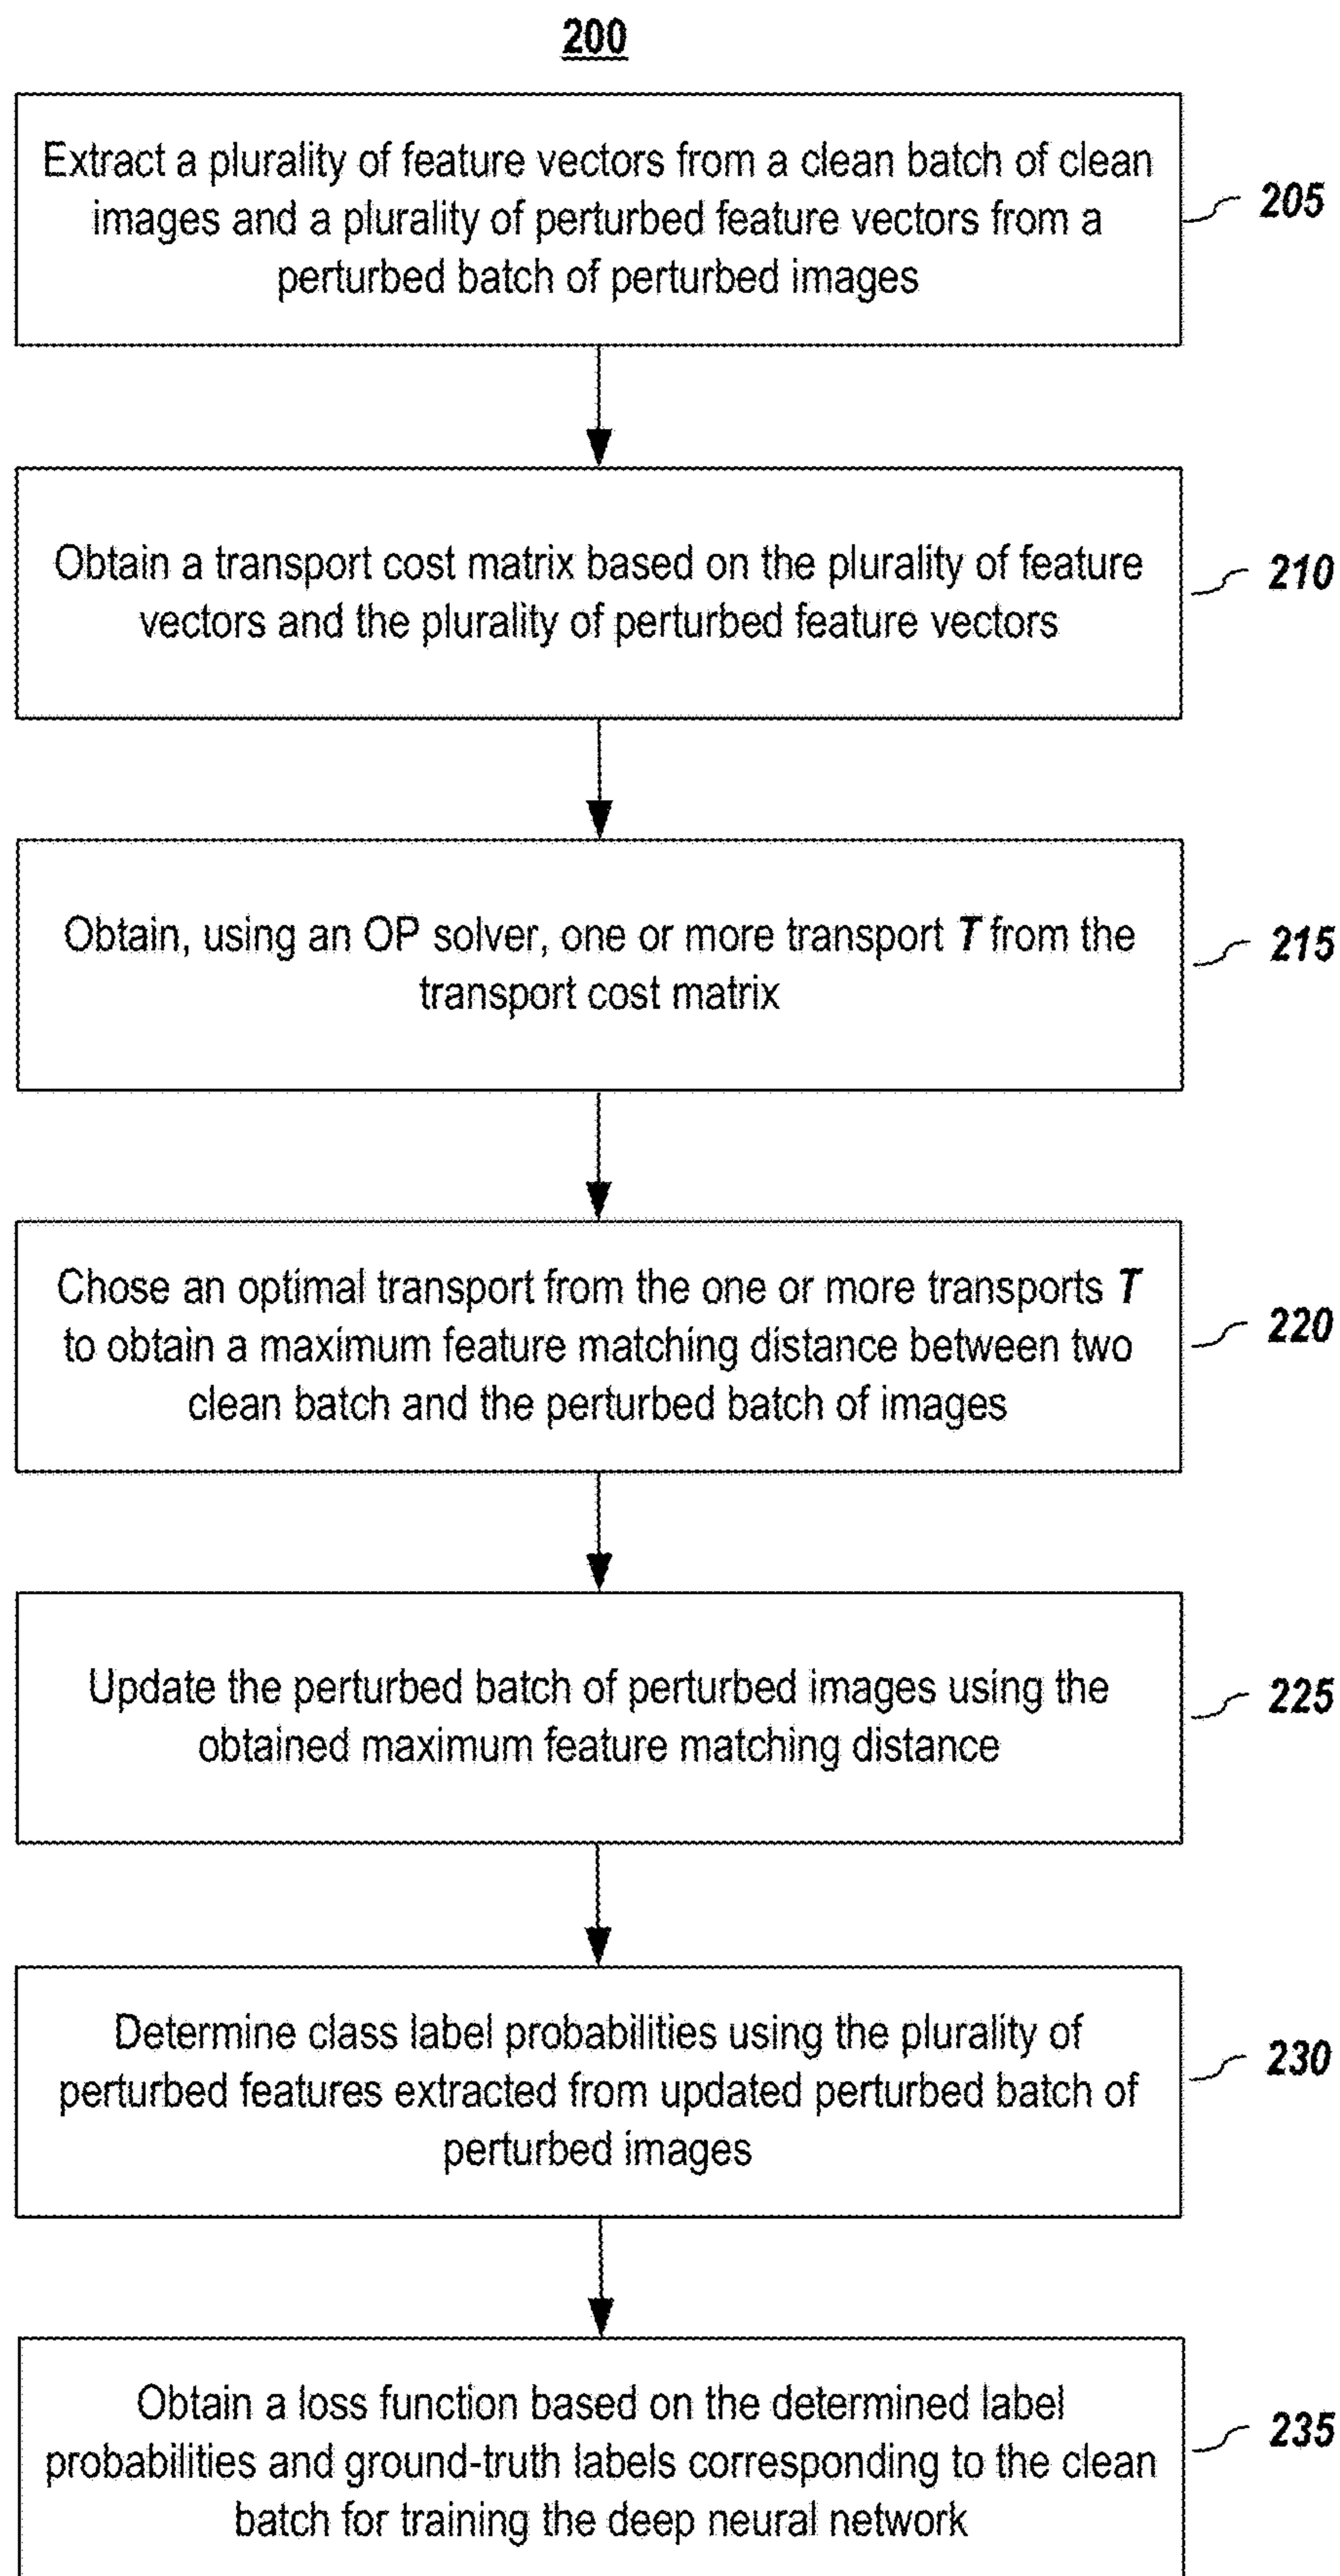 200
Extract a plurality of feature vectors from a clean batch of clean
images and a plurality of perturbed feature vectors from a
perturbed batch of perturbed images
205
Obtain a transport cost matrix based on the plurality of feature
vectors and the plurality of perturbed feature vectors
210
Obtain, using an OP solver, one or more transport T from the
transport cost matrix
215
Chose an optimal transport from the one or more transports T
to obtain a maximum feature matching distance between two
clean batch and the perturbed batch of images
220
Update the perturbed batch of perturbed images using the
obtained maximum feature matching distance
225
Determine class label probabilities using the plurality of
perturbed features extracted from updated perturbed batch of
perturbed images
230
Obtain a loss function based on the determined label
probabilities and ground-truth labels corresponding to the clean
batch for training the deep neural network
235